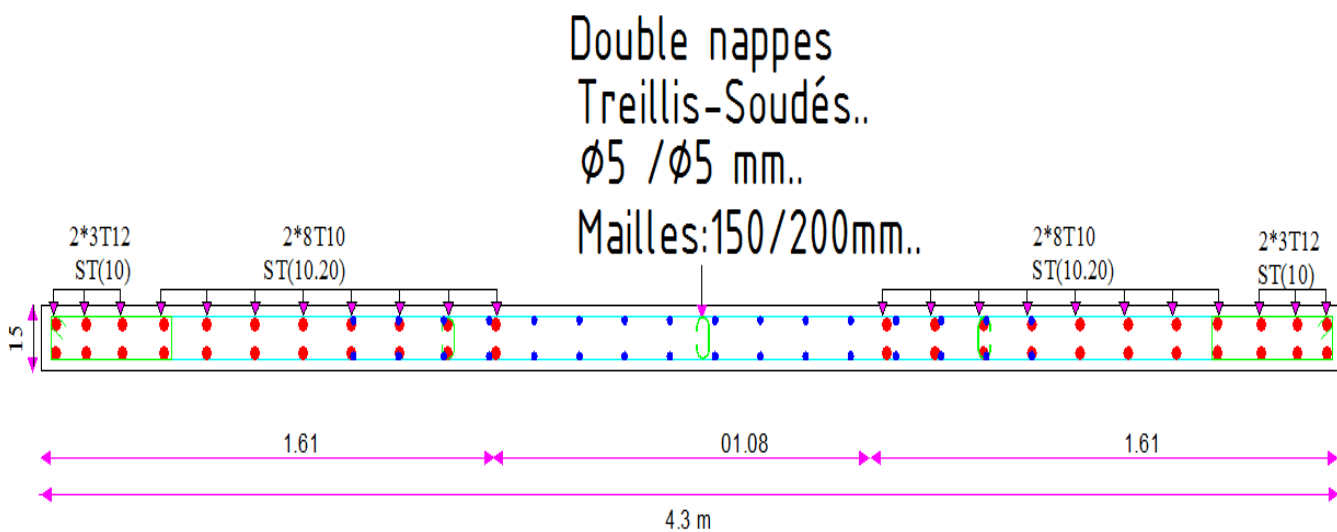 Double nappes
Treillis-Soudés..
Ø5 /Ø5 mm..
Mailles:150/200mm..
2*3T12
ST(10)
2*8T10
ST(10.20)
2*8T10
ST(10.20)
2*3T12
ST(10)
15
1.61
01.08
1.61
4.3 m